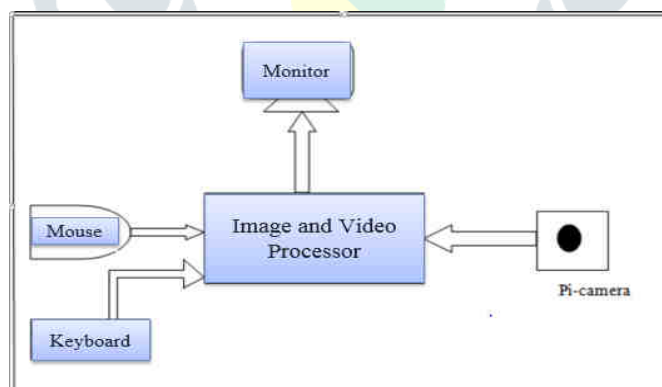 Monitor
Mouse
Image and Video
Processor
Pi-camera
Keyboard